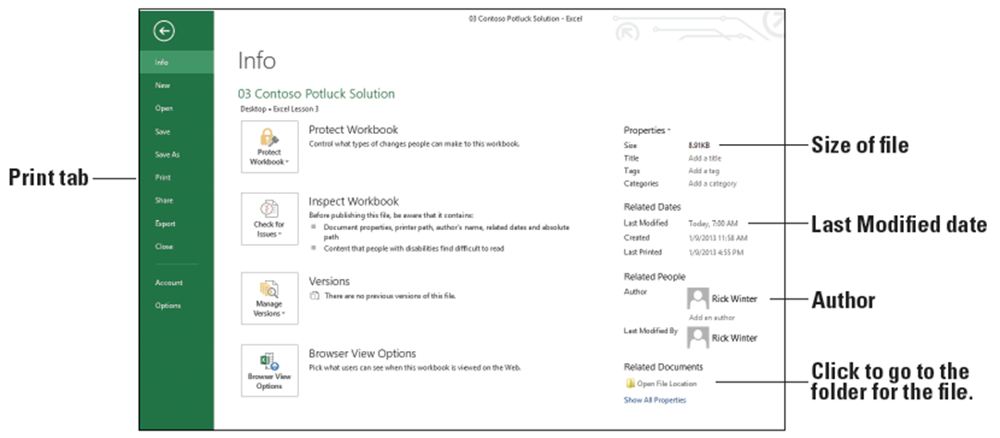 03 Contoso Potluck Solution - Excel
Info
New
Open
Save
Save As
Print
Share
Export
Close
Account
Options
Print tab
Info
03 Contoso Potluck Solution
Desktop » Excel Lesson 3
Protect Workbook
Protect Workbook
Control what types of changes people can make to this workbook.
Check for Issues
Inspect Workbook
Before publishing this file, be aware that it contains:
Document properties, printer path, author's name, related dates and absolute
path
Content that people with disabilities find difficult to read
Manage Versions
Versions
There are no previous versions of this file.
Browser View Options
Browser View Options
Pick what users can see when this workbook is viewed on the Web.
Properties
Size 8.91KB
Title Add a title
Tags Add a tag
Categories Add a category
Related Dates
Last Modified Today, 7:00 AM
Created 1/9/2013 11:58 AM
Last Printed 1/9/2013 4:55 PM
Related People
Author Rick Winter
Add an author
Last Modified By Rick Winter
Related Documents
Open File Location
Show All Properties
Size of file
Last Modified date
Author
Click to go to the
folder for the file.